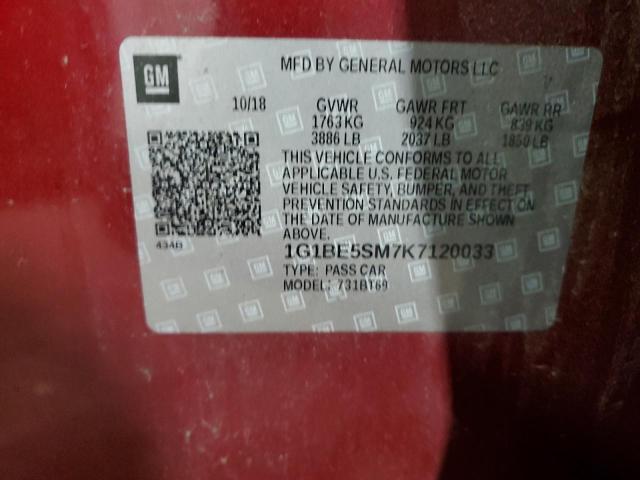 GM
MFD BY GENERAL MOTORS LLC
10/18 GVWR GAWR FRT GAWR RR
1763 KG 924 KG 839 KG
3886 LB 2037 LB 1850 LB
THIS VEHICLE CONFORMS TO ALL
APPLICABLE U.S. FEDERAL MOTOR
VEHICLE SAFETY, BUMPER, AND THEFT
PREVENTION STANDARDS IN EFFECT ON
THE DATE OF MANUFACTURE SHOWN
ABOVE.
434B
1G1BE5SM7K7120033
TYPE: PASS CAR
MODEL: 731BT69